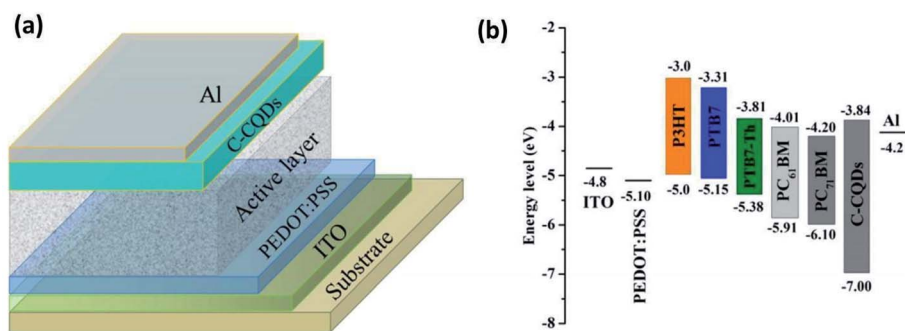 (a)
Al
C-CQDs
Active layer
PEDOT:PSS
ITO
Substrate
(b)
Energy level (eV)
-2
-3
-4
-5
-6
-7
-8
-4.8
ITO
-5.10
PEDOT:PSS
-3.0
P3HT
-5.0
-3.31
PTB7
-5.15
-3.81
PTB7-Th
-5.38
-4.01
PC61BM
-5.91
-4.20
PC71BM
-6.10
-3.84
C-CQDs
-7.00
Al
-4.2